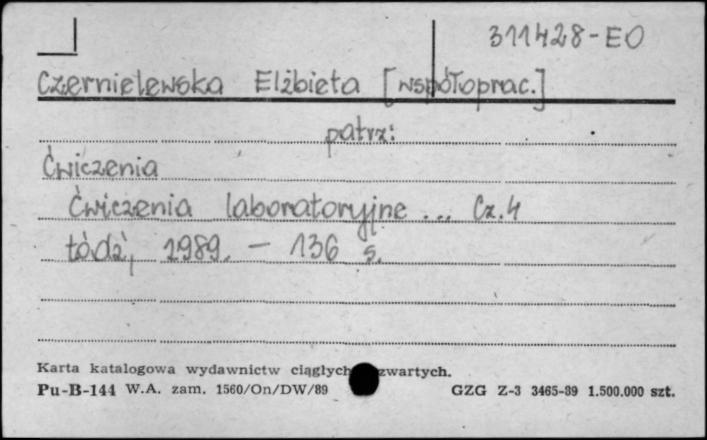 311428-EO
Czernielewska Elżbieta [współoprac.]
patrz:
Ćwiczenia
Ćwiczenia laboratoryjne ... Cz. 4
Łódź, 1989. - 136 s.
Karta katalogowa wydawnictw ciągłych zwartych.
Pu-B-144 W.A. zam. 1560/On/DW/89 GZG Z-3 3465-89 1.500.000 szt.